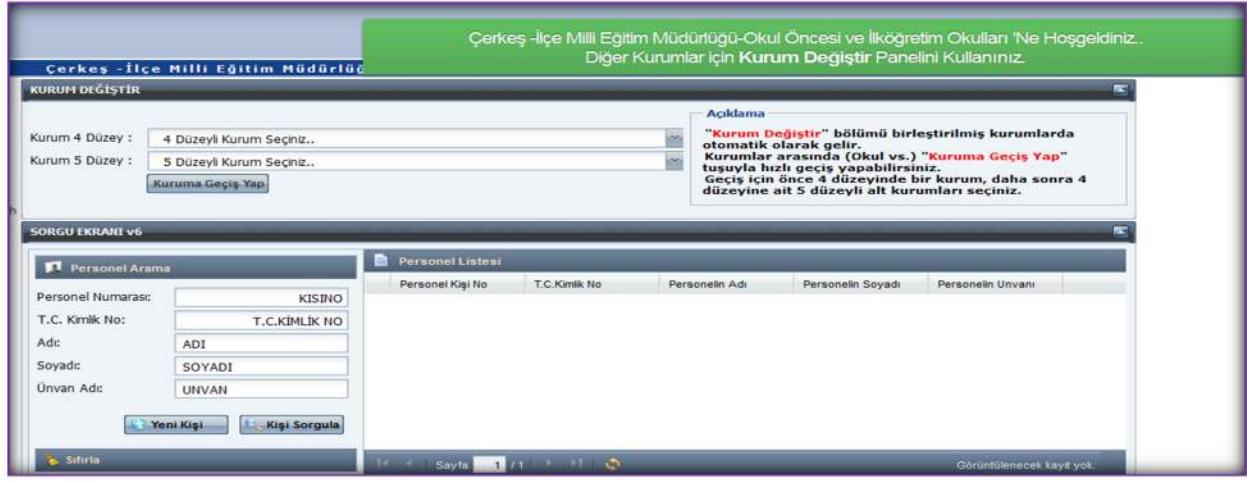 Çerkeş -İlçe Milli Eğitim Müdürlüğü-Okul Öncesi ve İlköğretim Okulları 'Ne Hoşgeldiniz..
Diğer Kurumlar için Kurum Değiştir Panelini Kullanınız.
Çerkeş -İlçe Milli Eğitim Müdürlüğ
KURUM DEĞİŞTİR
Kurum 4 Düzey :
4 Düzeyli Kurum Seçiniz..
Kurum 5 Düzey :
5 Düzeyli Kurum Seçiniz..
Kuruma Geçiş Yap
Açıklama
"Kurum Değiştir" bölümü birleştirilmiş kurumlarda
otomatik olarak gelir.
Kurumlar arasında (Okul vs.) "Kuruma Geçiş Yap"
tuşuyla hızlı geçiş yapabilirsiniz.
Geçiş için önce 4 düzeyinde bir kurum, daha sonra 4
düzeyine ait 5 düzeyli alt kurumları seçiniz.
SORGU EKRANI v6
Personel Arama
Personel Numarası:
KISINO
T.C. Kimlik No:
T.C.KİMLİK NO
Adı:
ADI
Soyadı:
SOYADI
Ünvan Adı:
UNVAN
Yeni Kişi
Kişi Sorgula
Sıfırla
Personel Listesi
Personel Kişi No
T.C.Kimlik No
Personelin Adı
Personelin Soyadı
Personelin Unvanı
Sayfa 1 / 1
Görüntülenecek kayıt yok.